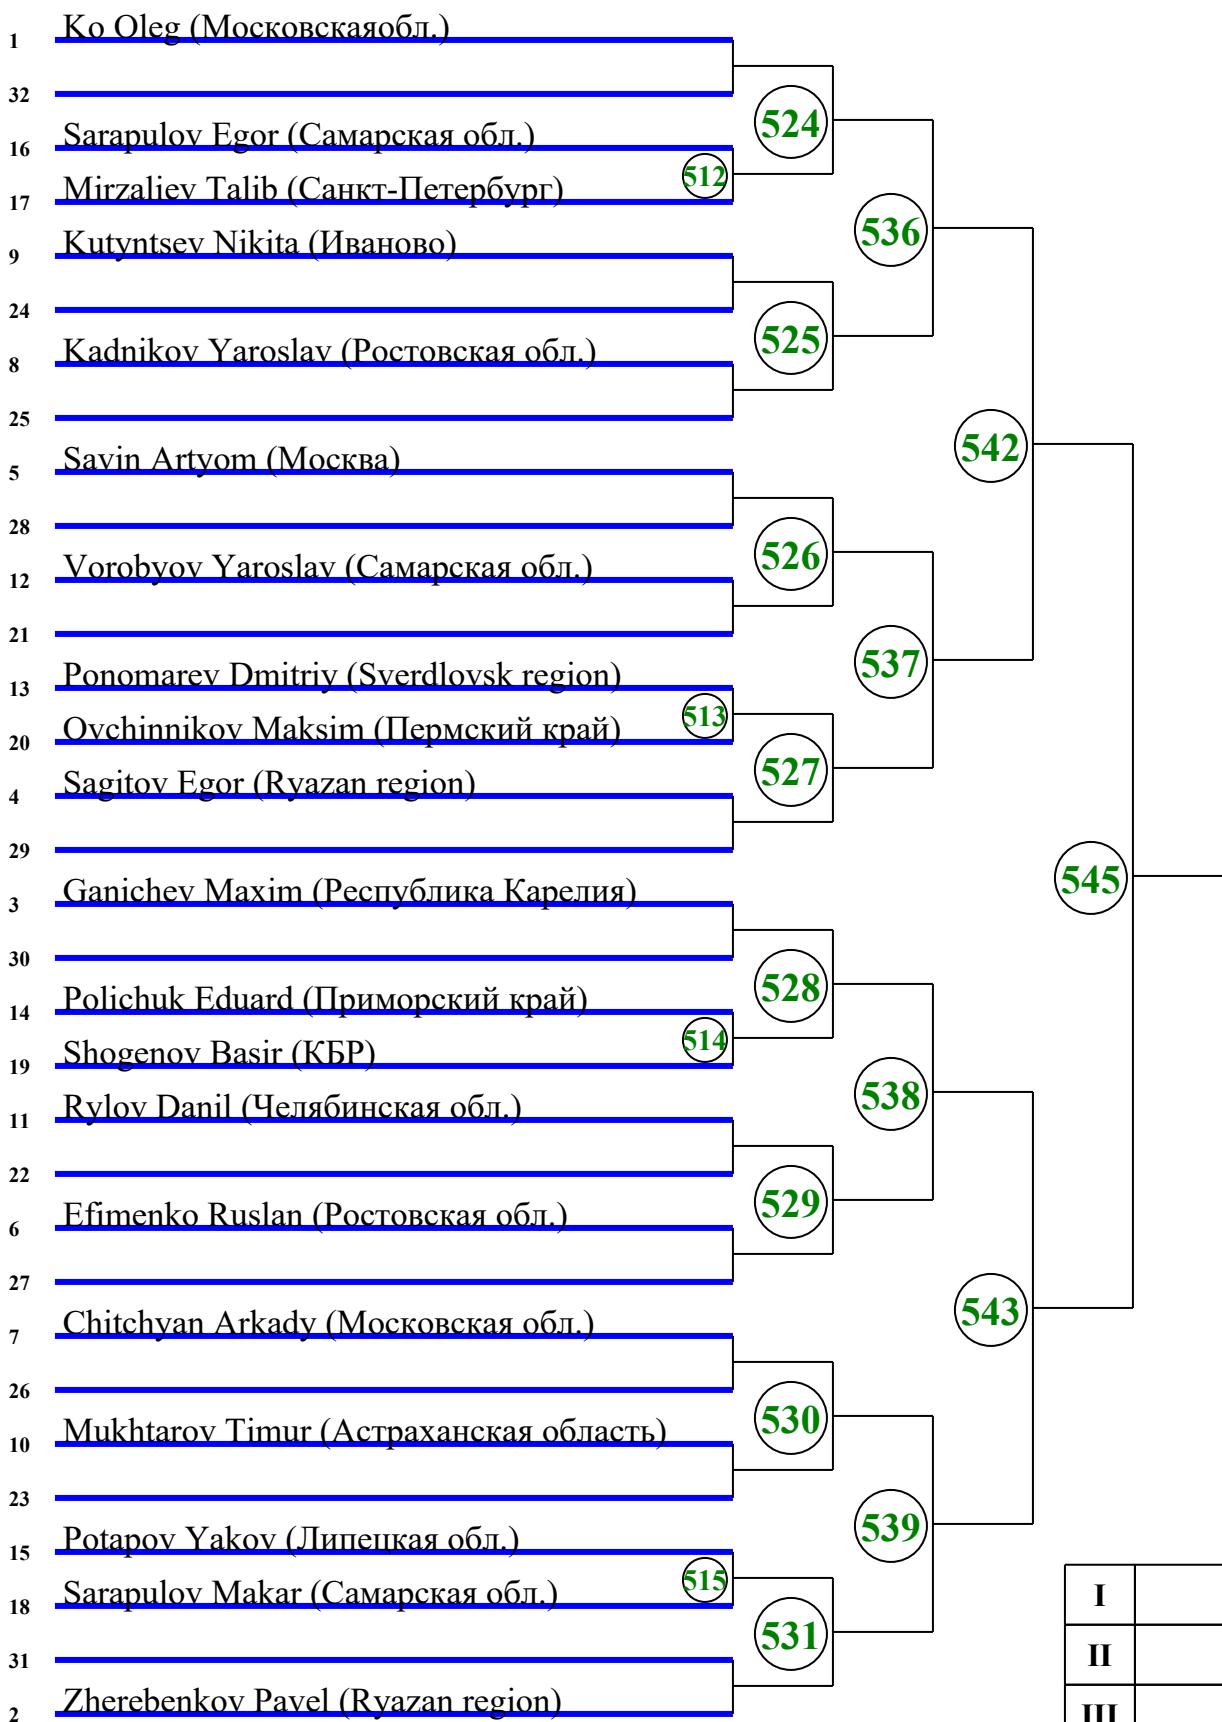 1 Ko Oleg (Московскаяобл.)
32
524
16 Sarapulov Egor (Самарская обл.)
512
17 Mirzaliev Talib (Санкт-Петербург)
536
9 Kutyntsev Nikita (Иваново)
24
525
8 Kadnikov Yaroslav (Ростовская обл.)
25
542
5 Savin Artyom (Москва)
28
526
12 Vorobyov Yaroslav (Самарская обл.)
21
537
13 Ponomarev Dmitriy (Sverdlovsk region)
513
20 Ovchinnikov Maksim (Пермский край)
527
4 Sagitov Egor (Ryazan region)
29
545
3 Ganichev Maxim (Республика Карелия)
30
528
14 Polichuk Eduard (Приморский край)
514
19 Shogenov Basir (КБР)
538
11 Rylov Danil (Челябинская обл.)
22
529
6 Efimenko Ruslan (Ростовская обл.)
27
543
7 Chitchyan Arkady (Московская обл.)
26
530
10 Mukhtarov Timur (Астраханская область)
23
539
15 Potapov Yakov (Липецкая обл.)
515
18 Sarapulov Makar (Самарская обл.)
531
31
2 Zherebenkov Pavel (Ryazan region)
I
II
III